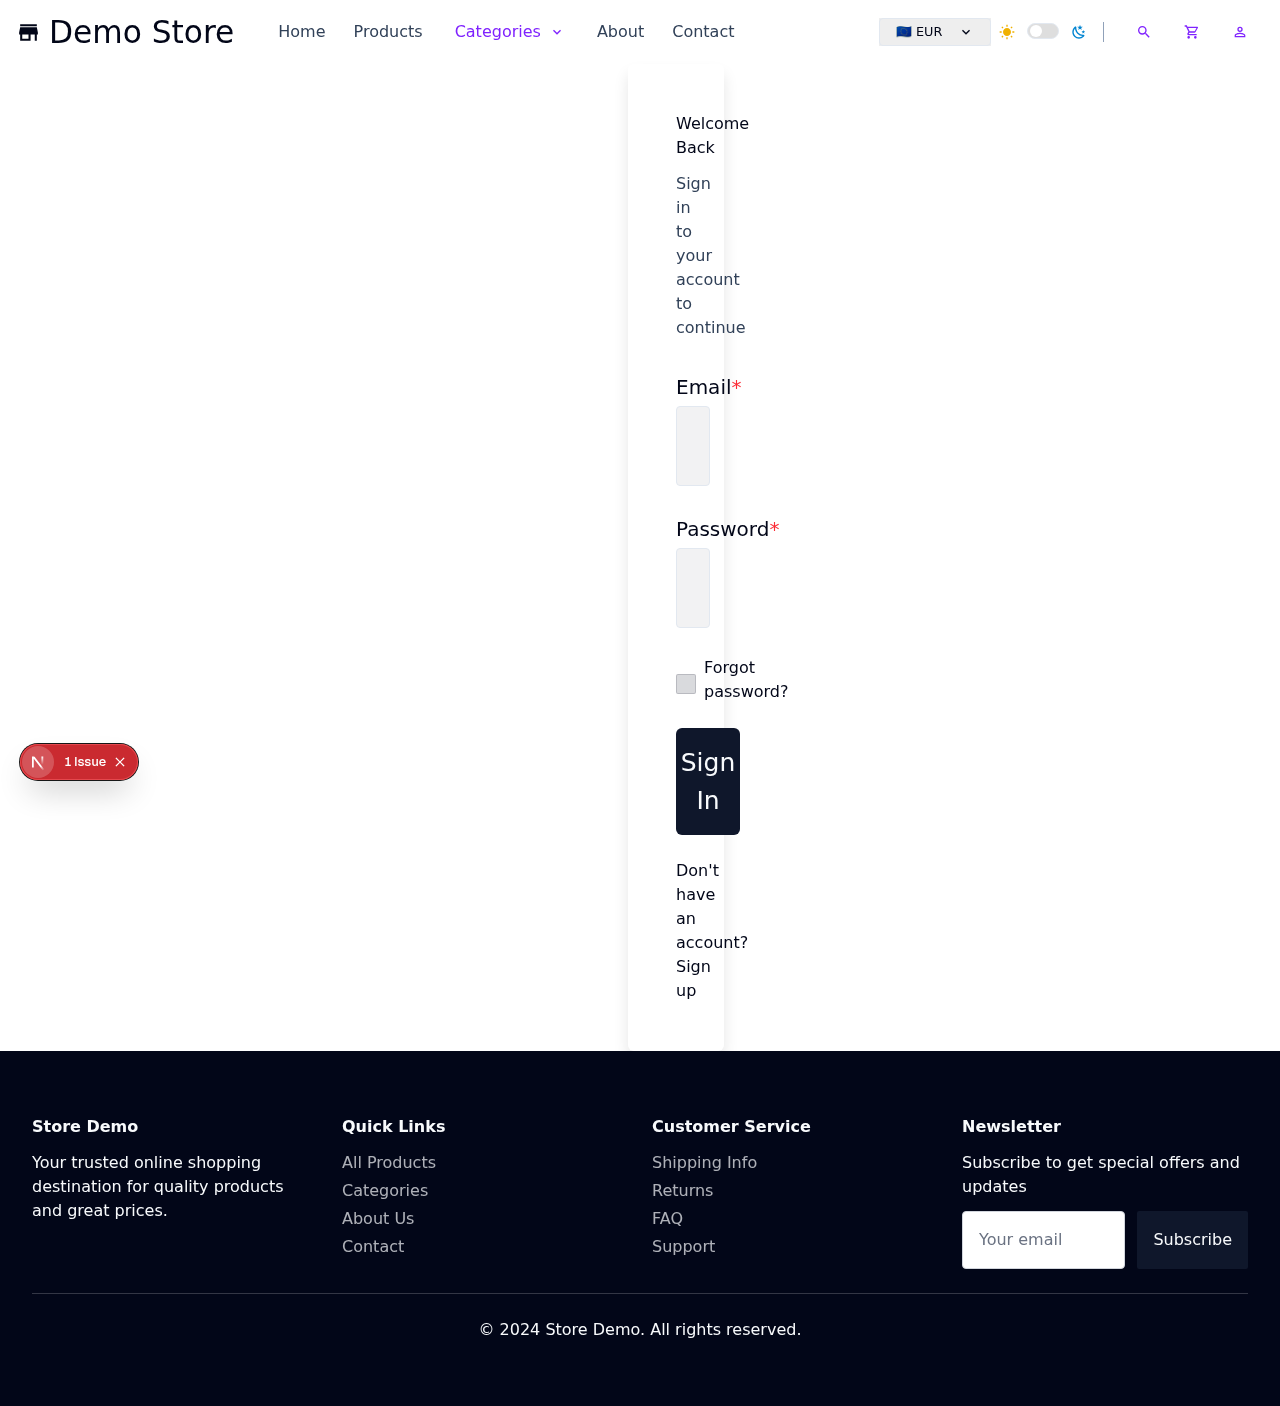 Demo Store
Home
Products
Categories
About
Contact
🇪🇺 EUR
Welcome
Back
Sign
in
to
your
account
to
continue
Email*
Password*
Forgot
password?
Sign
In
Don't
have
an
account?
Sign
up
N
1 Issue
Store Demo
Your trusted online shopping
destination for quality products
and great prices.
Quick Links
All Products
Categories
About Us
Contact
Customer Service
Shipping Info
Returns
FAQ
Support
Newsletter
Subscribe to get special offers and
updates
Your email
Subscribe
© 2024 Store Demo. All rights reserved.